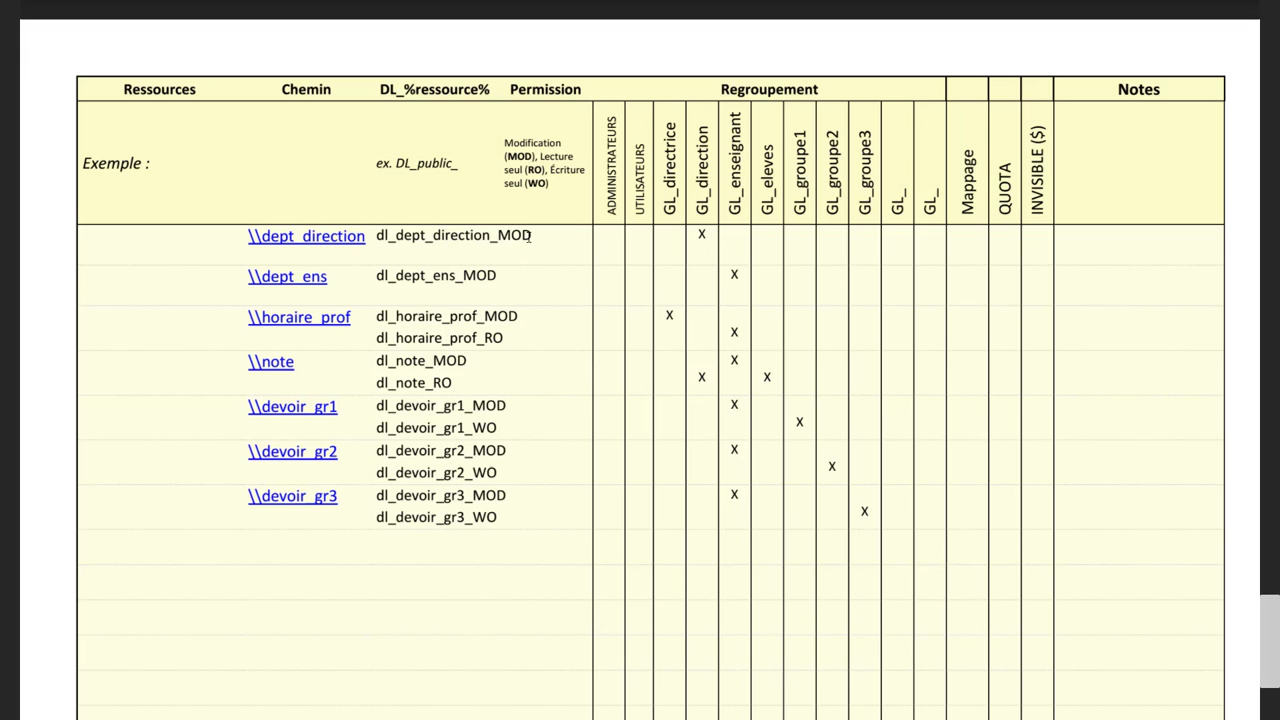 Ressources Chemin DL_%ressource% Permission Regroupement Notes
Exemple : ex. DL_public_ Modification (MOD), Lecture seul (RO), Écriture seul (WO) ADMINISTRATEURS UTILISATEURS GL_directrice GL_direction GL_enseignant GL_eleves GL_groupe1 GL_groupe2 GL_groupe3 GL_ GL_ Mappage QUOTA INVISIBLE ($)
\\dept_direction dl_dept_direction_MOD X
\\dept_ens dl_dept_ens_MOD X
\\horaire_prof dl_horaire_prof_MOD X
dl_horaire_prof_RO X
\\note dl_note_MOD X
dl_note_RO X X
\\devoir_gr1 dl_devoir_gr1_MOD X
dl_devoir_gr1_WO X
\\devoir_gr2 dl_devoir_gr2_MOD X
dl_devoir_gr2_WO X
\\devoir_gr3 dl_devoir_gr3_MOD X
dl_devoir_gr3_WO X